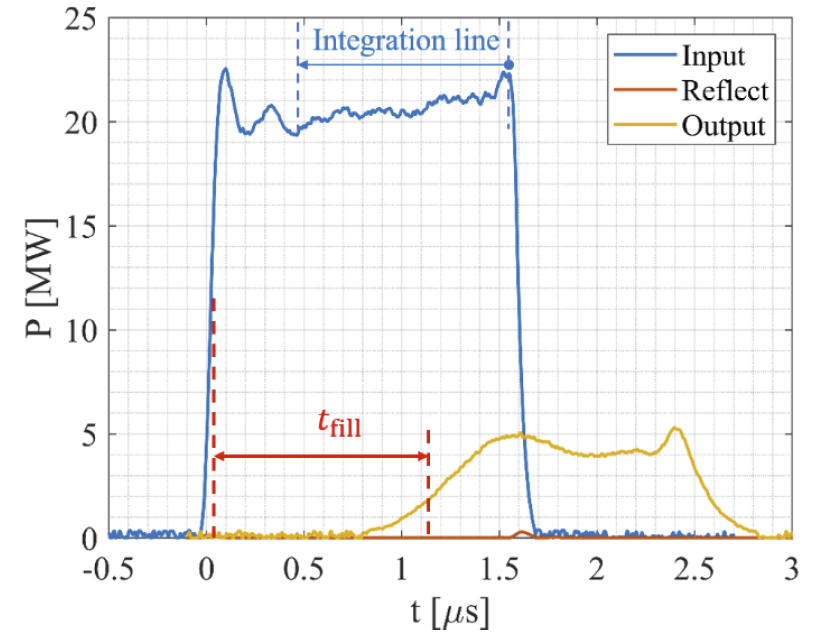 25
20
15
10
5
0
P [MW]
Integration line
Input
Reflect
Output
t_fill
-0.5
0
0.5
1
1.5
2
2.5
3
t [μs]